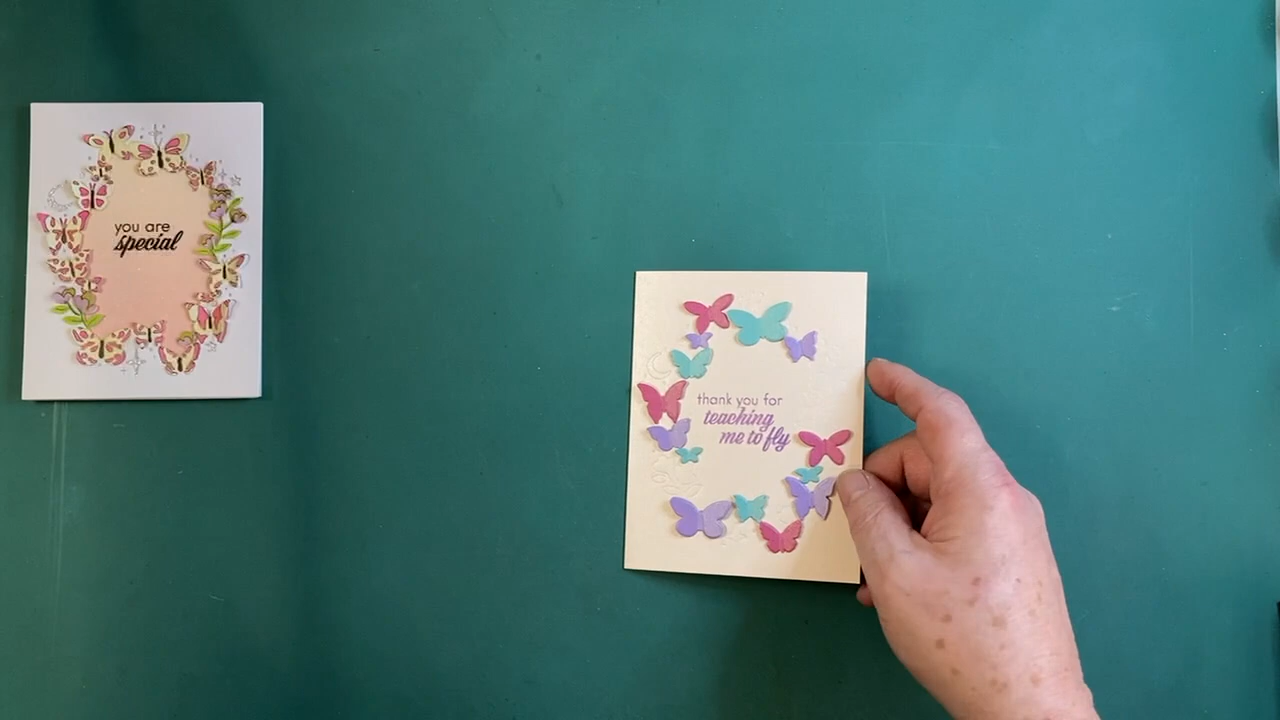 you are
special
thank you for
teaching
me to fly